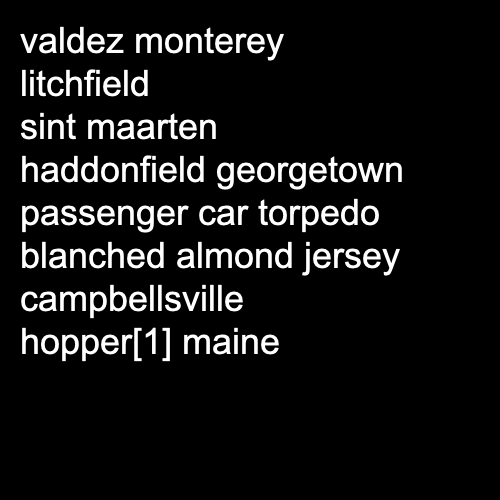 valdez monterey
litchfield
sint maarten
haddonfield georgetown
passenger car torpedo
blanched almond jersey
campbellsville
hopper[1] maine